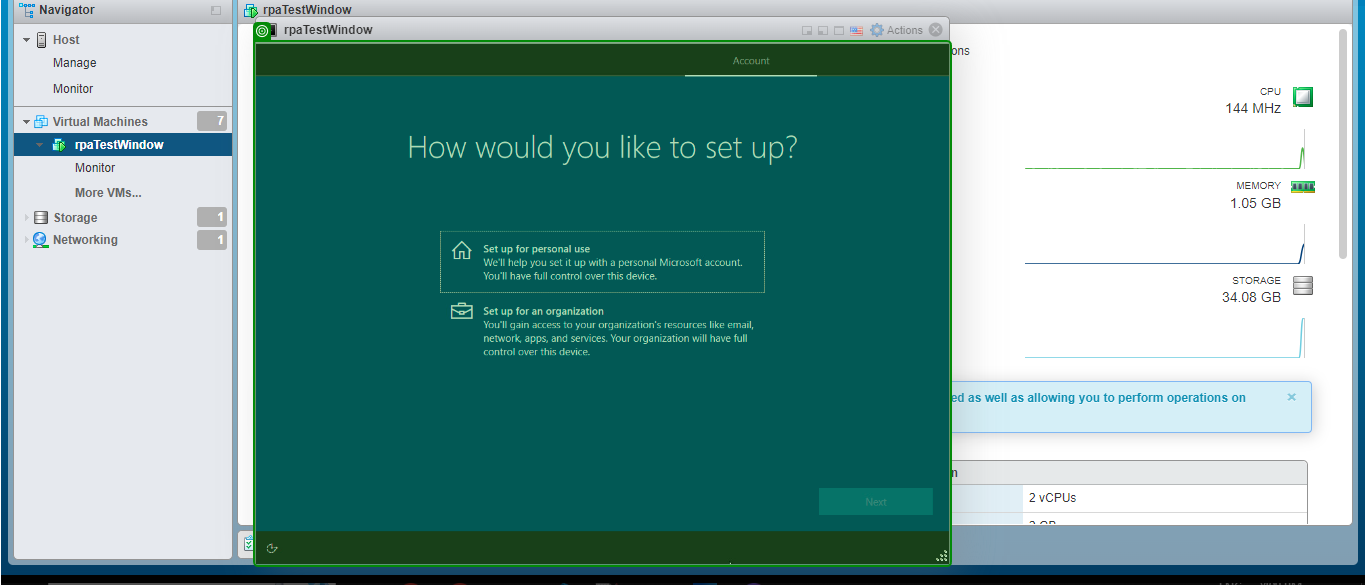 Navigator
rpaTestWindow
rpaTestWindow
Actions
Host
Manage
Monitor
Virtual Machines 7
rpaTestWindow
Monitor
More VMs...
Storage 1
Networking 1
Account
How would you like to set up?
Set up for personal use
We'll help you set it up with a personal Microsoft account.
You'll have full control over this device.
Set up for an organization
You'll gain access to your organization's resources like email,
network, apps, and services. Your organization will have full
control over this device.
Next
ons
CPU
144 MHz
MEMORY
1.05 GB
STORAGE
34.08 GB
ed as well as allowing you to perform operations on
2 vCPUs